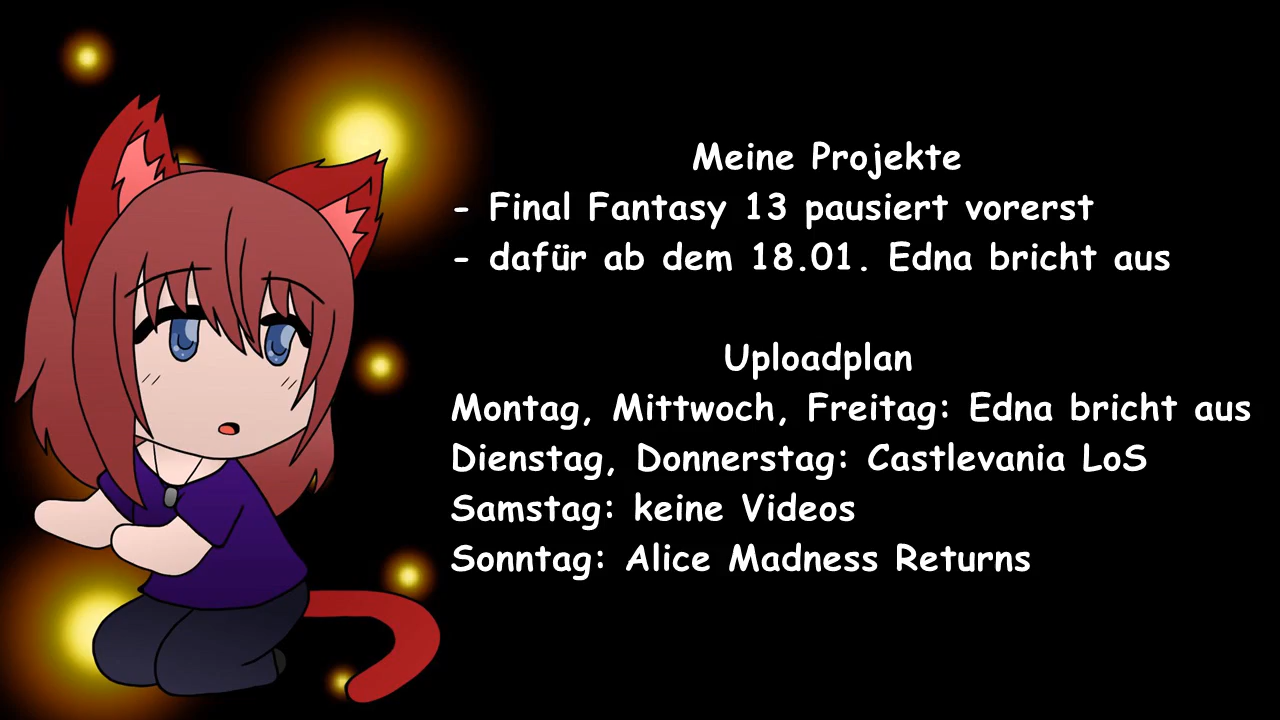 Meine Projekte
- Final Fantasy 13 pausiert vorerst
- dafür ab dem 18.01. Edna bricht aus
Uploadplan
Montag, Mittwoch, Freitag: Edna bricht aus
Dienstag, Donnerstag: Castlevania LoS
Samstag: keine Videos
Sonntag: Alice Madness Returns